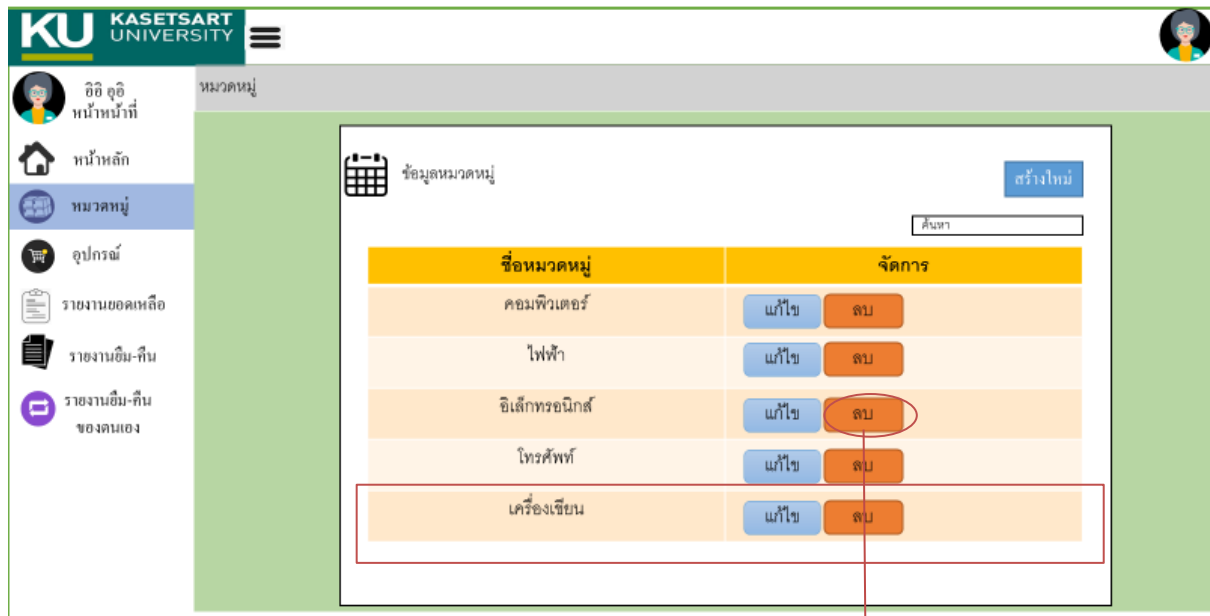 KU KASETSART
UNIVERSITY
อิอิ อุอิ
หน้าหน้าที่
หน้าหลัก
หมวดหมู่
อุปกรณ์
รายงานยอดเหลือ
รายงานยืม-คืน
รายงานยืม-คืน
ของตนเอง
หมวดหมู่
ข้อมูลหมวดหมู่
สร้างใหม่
ค้นหา
ชื่อหมวดหมู่ จัดการ
คอมพิวเตอร์ แก้ไข ลบ
ไฟฟ้า แก้ไข ลบ
อิเล็กทรอนิกส์ แก้ไข ลบ
โทรศัพท์ แก้ไข ลบ
เครื่องเขียน แก้ไข ลบ